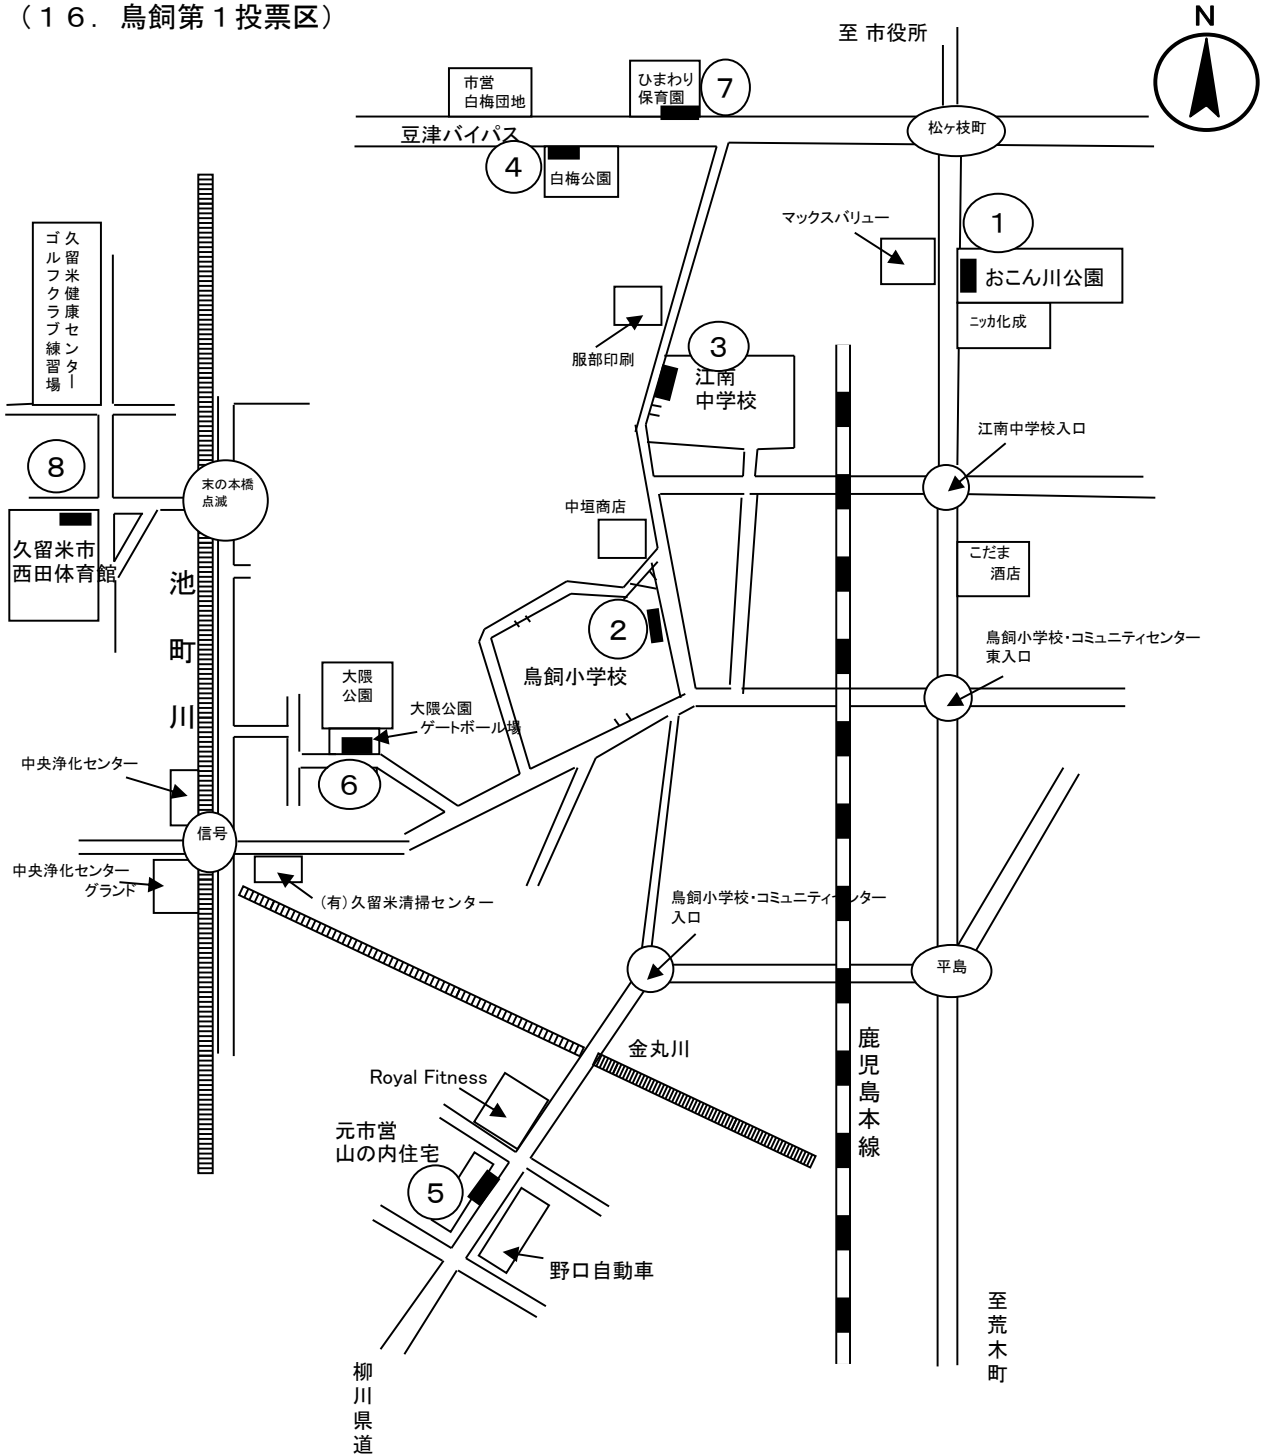 （１６．鳥飼第１投票区）
N
至 市役所
市営
白梅団地
ひまわり
保育園
7
松ヶ枝町
豆津バイパス
4
白梅公園
マックスバリュー
1
おこん川公園
ニッカ化成
久留米健康センター
ゴルフクラブ練習場
服部印刷
3
江南
中学校
江南中学校入口
8
末の本橋
点滅
中垣商店
久留米市
西田体育館
こだま
酒店
池町川
2
鳥飼小学校
鳥飼小学校・コミュニティセンター
東入口
大隈
公園
大隈公園
ゲートボール場
6
中央浄化センター
信号
中央浄化センター
グランド
（有）久留米清掃センター
鳥飼小学校・コミュニティセンター
入口
平島
金丸川
鹿児島本線
Royal Fitness
元市営
山の内住宅
5
野口自動車
至荒木町
柳川県道